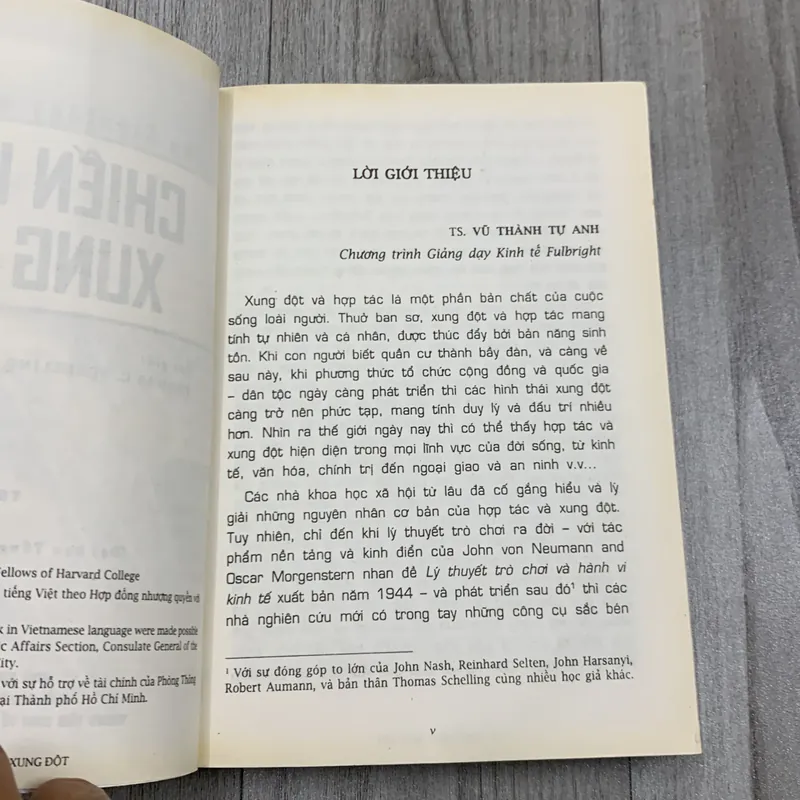 CHIẾN
XUNG
ellows of Harvard College
tiếng Việt theo Hợp đồng nhượng quyền với
k in Vietnamese language were made possible
ic Affairs Section, Consulate General of the
ity.
với sự hỗ trợ về tài chính của Phòng Thông
ại Thành phố Hồ Chí Minh.
XUNG ĐỘT
LỜI GIỚI THIỆU
TS. VŨ THÀNH TỰ ANH
Chương trình Giảng dạy Kinh tế Fulbright
Xung đột và hợp tác là một phần bản chất của cuộc
sống loài người. Thuở ban sơ, xung đột và hợp tác mang
tính tự nhiên và cá nhân, được thúc đẩy bởi bản năng sinh
tồn. Khi con người biết quần cư thành bầy đàn, và càng về
sau này, khi phương thức tổ chức cộng đồng và quốc gia
– dân tộc ngày càng phát triển thì các hình thái xung đột
càng trở nên phức tạp, mang tính duy lý và đấu trí nhiều
hơn. Nhìn ra thế giới ngày nay thì có thể thấy hợp tác và
xung đột hiện diện trong mọi lĩnh vực của đời sống, từ kinh
tế, văn hóa, chính trị đến ngoại giao và an ninh v.v...
Các nhà khoa học xã hội từ lâu đã cố gắng hiểu và lý
giải những nguyên nhân cơ bản của hợp tác và xung đột.
Tuy nhiên, chỉ đến khi lý thuyết trò chơi ra đời – với tác
phẩm nền tảng và kinh điển của John von Neumann and
Oscar Morgenstern nhan đề Lý thuyết trò chơi và hành vi
kinh tế xuất bản năm 1944 – và phát triển sau đó¹ thì các
nhà nghiên cứu mới có trong tay những công cụ sắc bén
¹ Với sự đóng góp to lớn của John Nash, Reinhard Selten, John Harsanyi,
Robert Aumann, và bản thân Thomas Schelling cùng nhiều học giả khác.
v